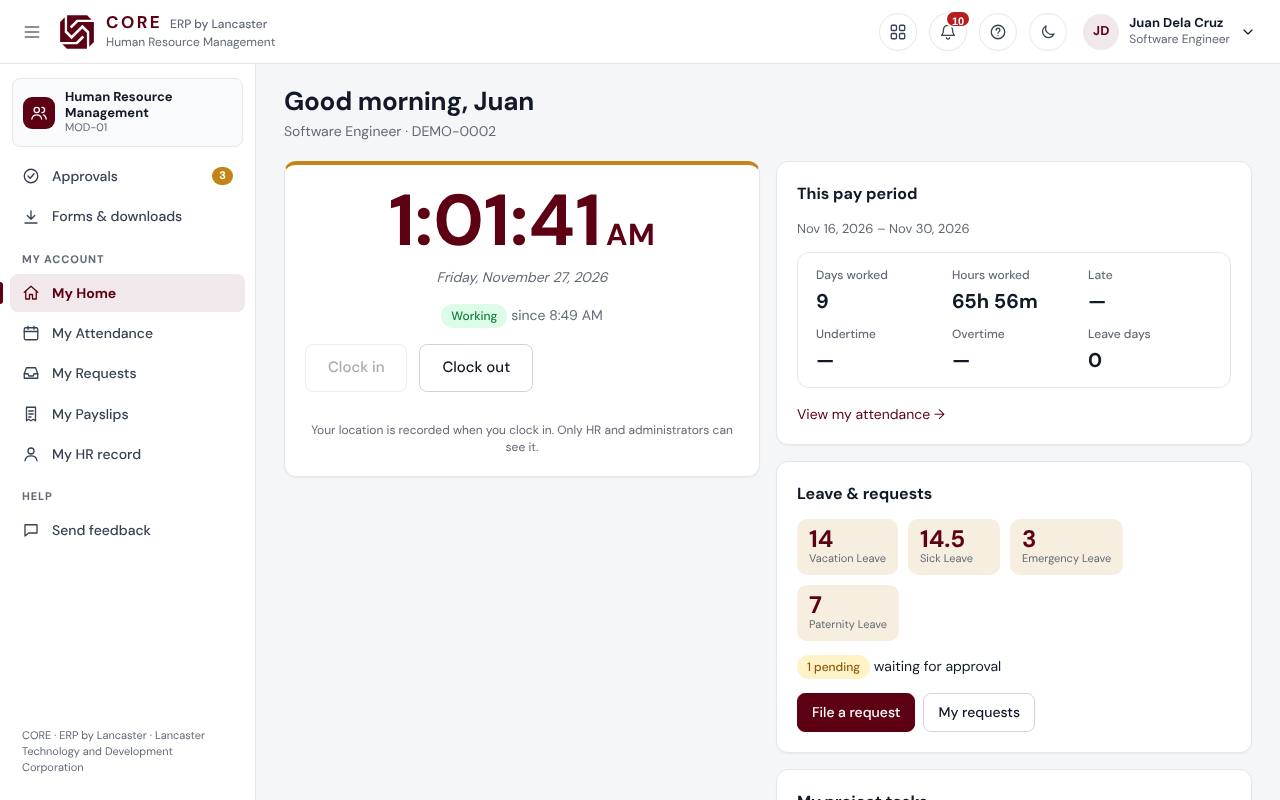 CORE ERP by Lancaster
Human Resource Management
10
JD
Juan Dela Cruz
Software Engineer
Human Resource
Management
MOD-01
Approvals 3
Forms & downloads
MY ACCOUNT
My Home
My Attendance
My Requests
My Payslips
My HR record
HELP
Send feedback
CORE · ERP by Lancaster · Lancaster
Technology and Development
Corporation
Good morning, Juan
Software Engineer · DEMO-0002
1:01:41 AM
Friday, November 27, 2026
Working since 8:49 AM
Clock in Clock out
Your location is recorded when you clock in. Only HR and administrators can
see it.
This pay period
Nov 16, 2026 – Nov 30, 2026
Days worked Hours worked Late
9 65h 56m —
Undertime Overtime Leave days
— — 0
View my attendance →
Leave & requests
14 14.5 3
Vacation Leave Sick Leave Emergency Leave
7
Paternity Leave
1 pending waiting for approval
File a request My requests
My project tasks